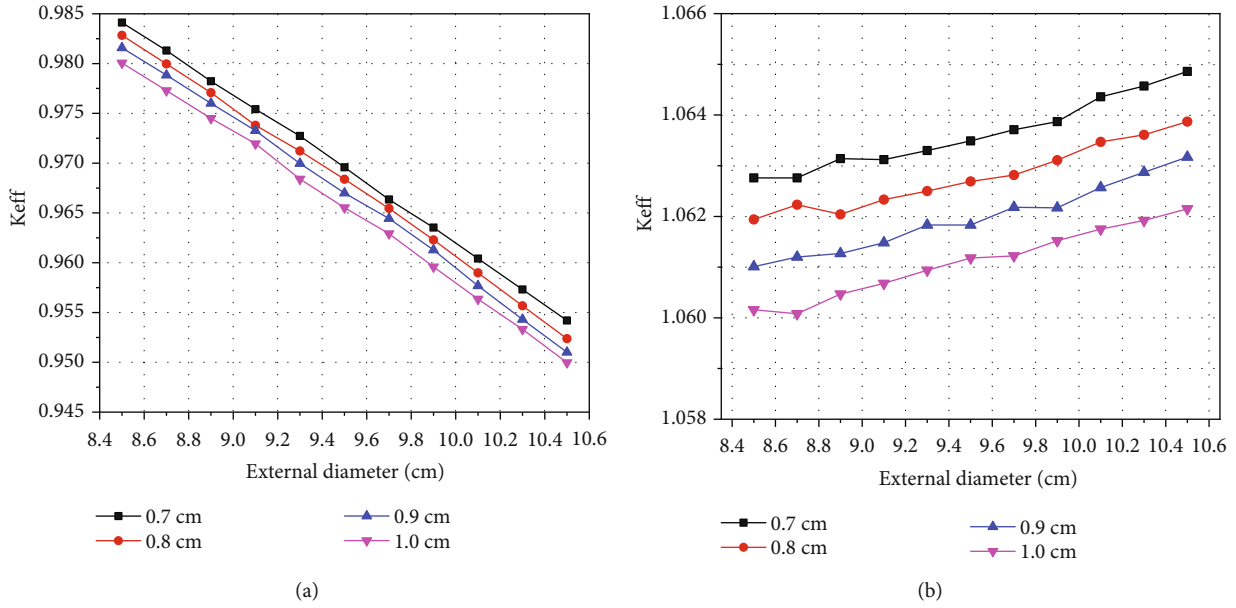 0.985
0.980
0.975
0.970
0.965
0.960
0.955
0.950
0.945
Keff
8.4 8.6 8.8 9.0 9.2 9.4 9.6 9.8 10.0 10.2 10.4 10.6
External diameter (cm)
0.7 cm
0.8 cm
0.9 cm
1.0 cm
(a)
1.066
1.064
1.062
1.060
1.058
Keff
8.4 8.6 8.8 9.0 9.2 9.4 9.6 9.8 10.0 10.2 10.4 10.6
External diameter (cm)
0.7 cm
0.8 cm
0.9 cm
1.0 cm
(b)